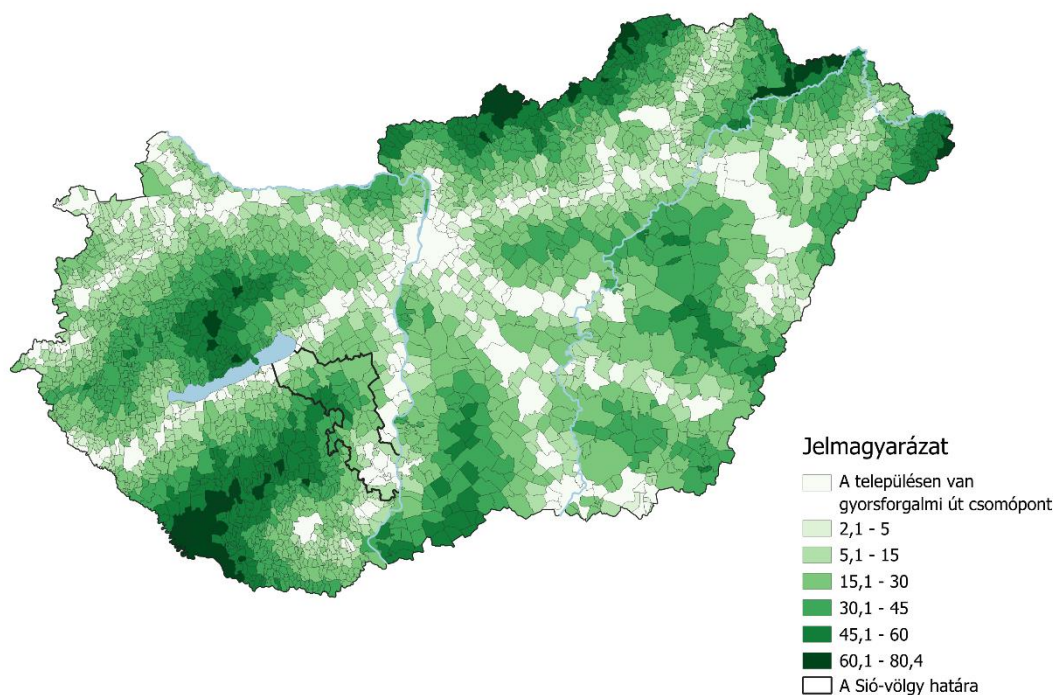 Jelmagyarázat
A településen van
gyorsforgalmi út csomópont
2,1 - 5
5,1 - 15
15,1 - 30
30,1 - 45
45,1 - 60
60,1 - 80,4
A Sió-völgy határa